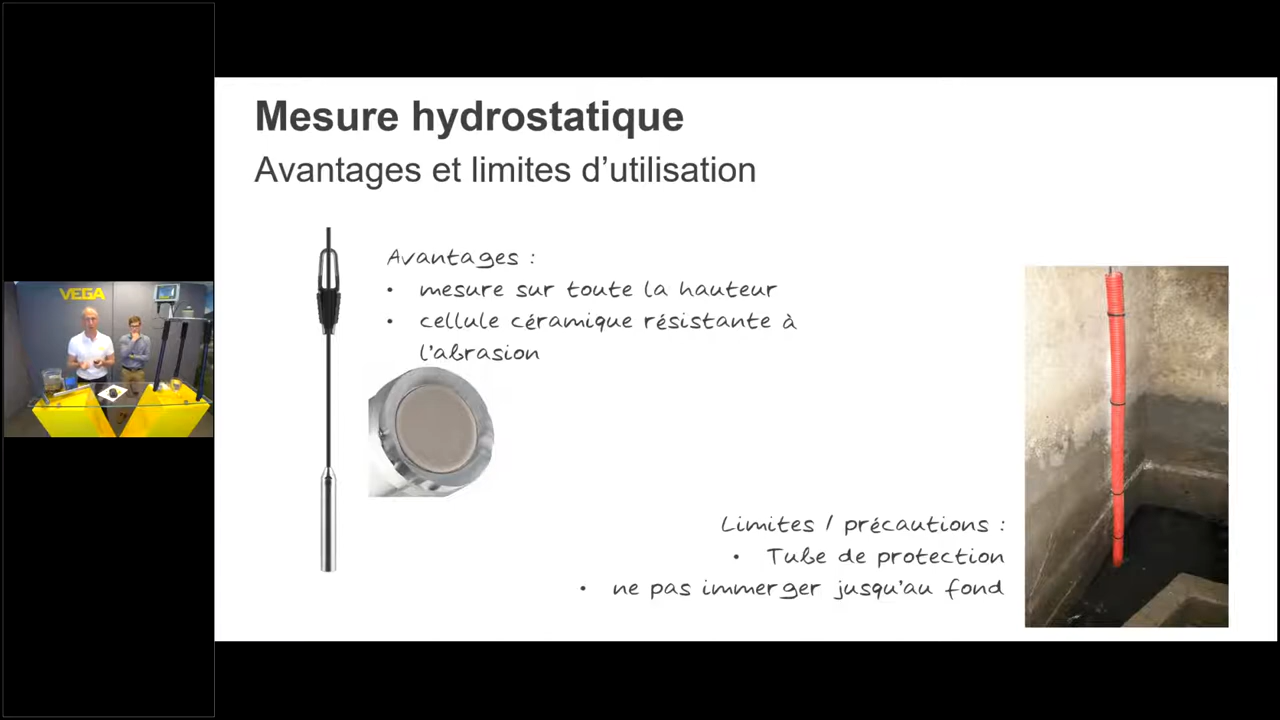 Mesure hydrostatique
Avantages et limites d’utilisation
Avantages :
• mesure sur toute la hauteur
• cellule céramique résistante à
l'abrasion
VEGA
Limites / précautions :
• Tube de protection
• ne pas immerger jusqu'au fond